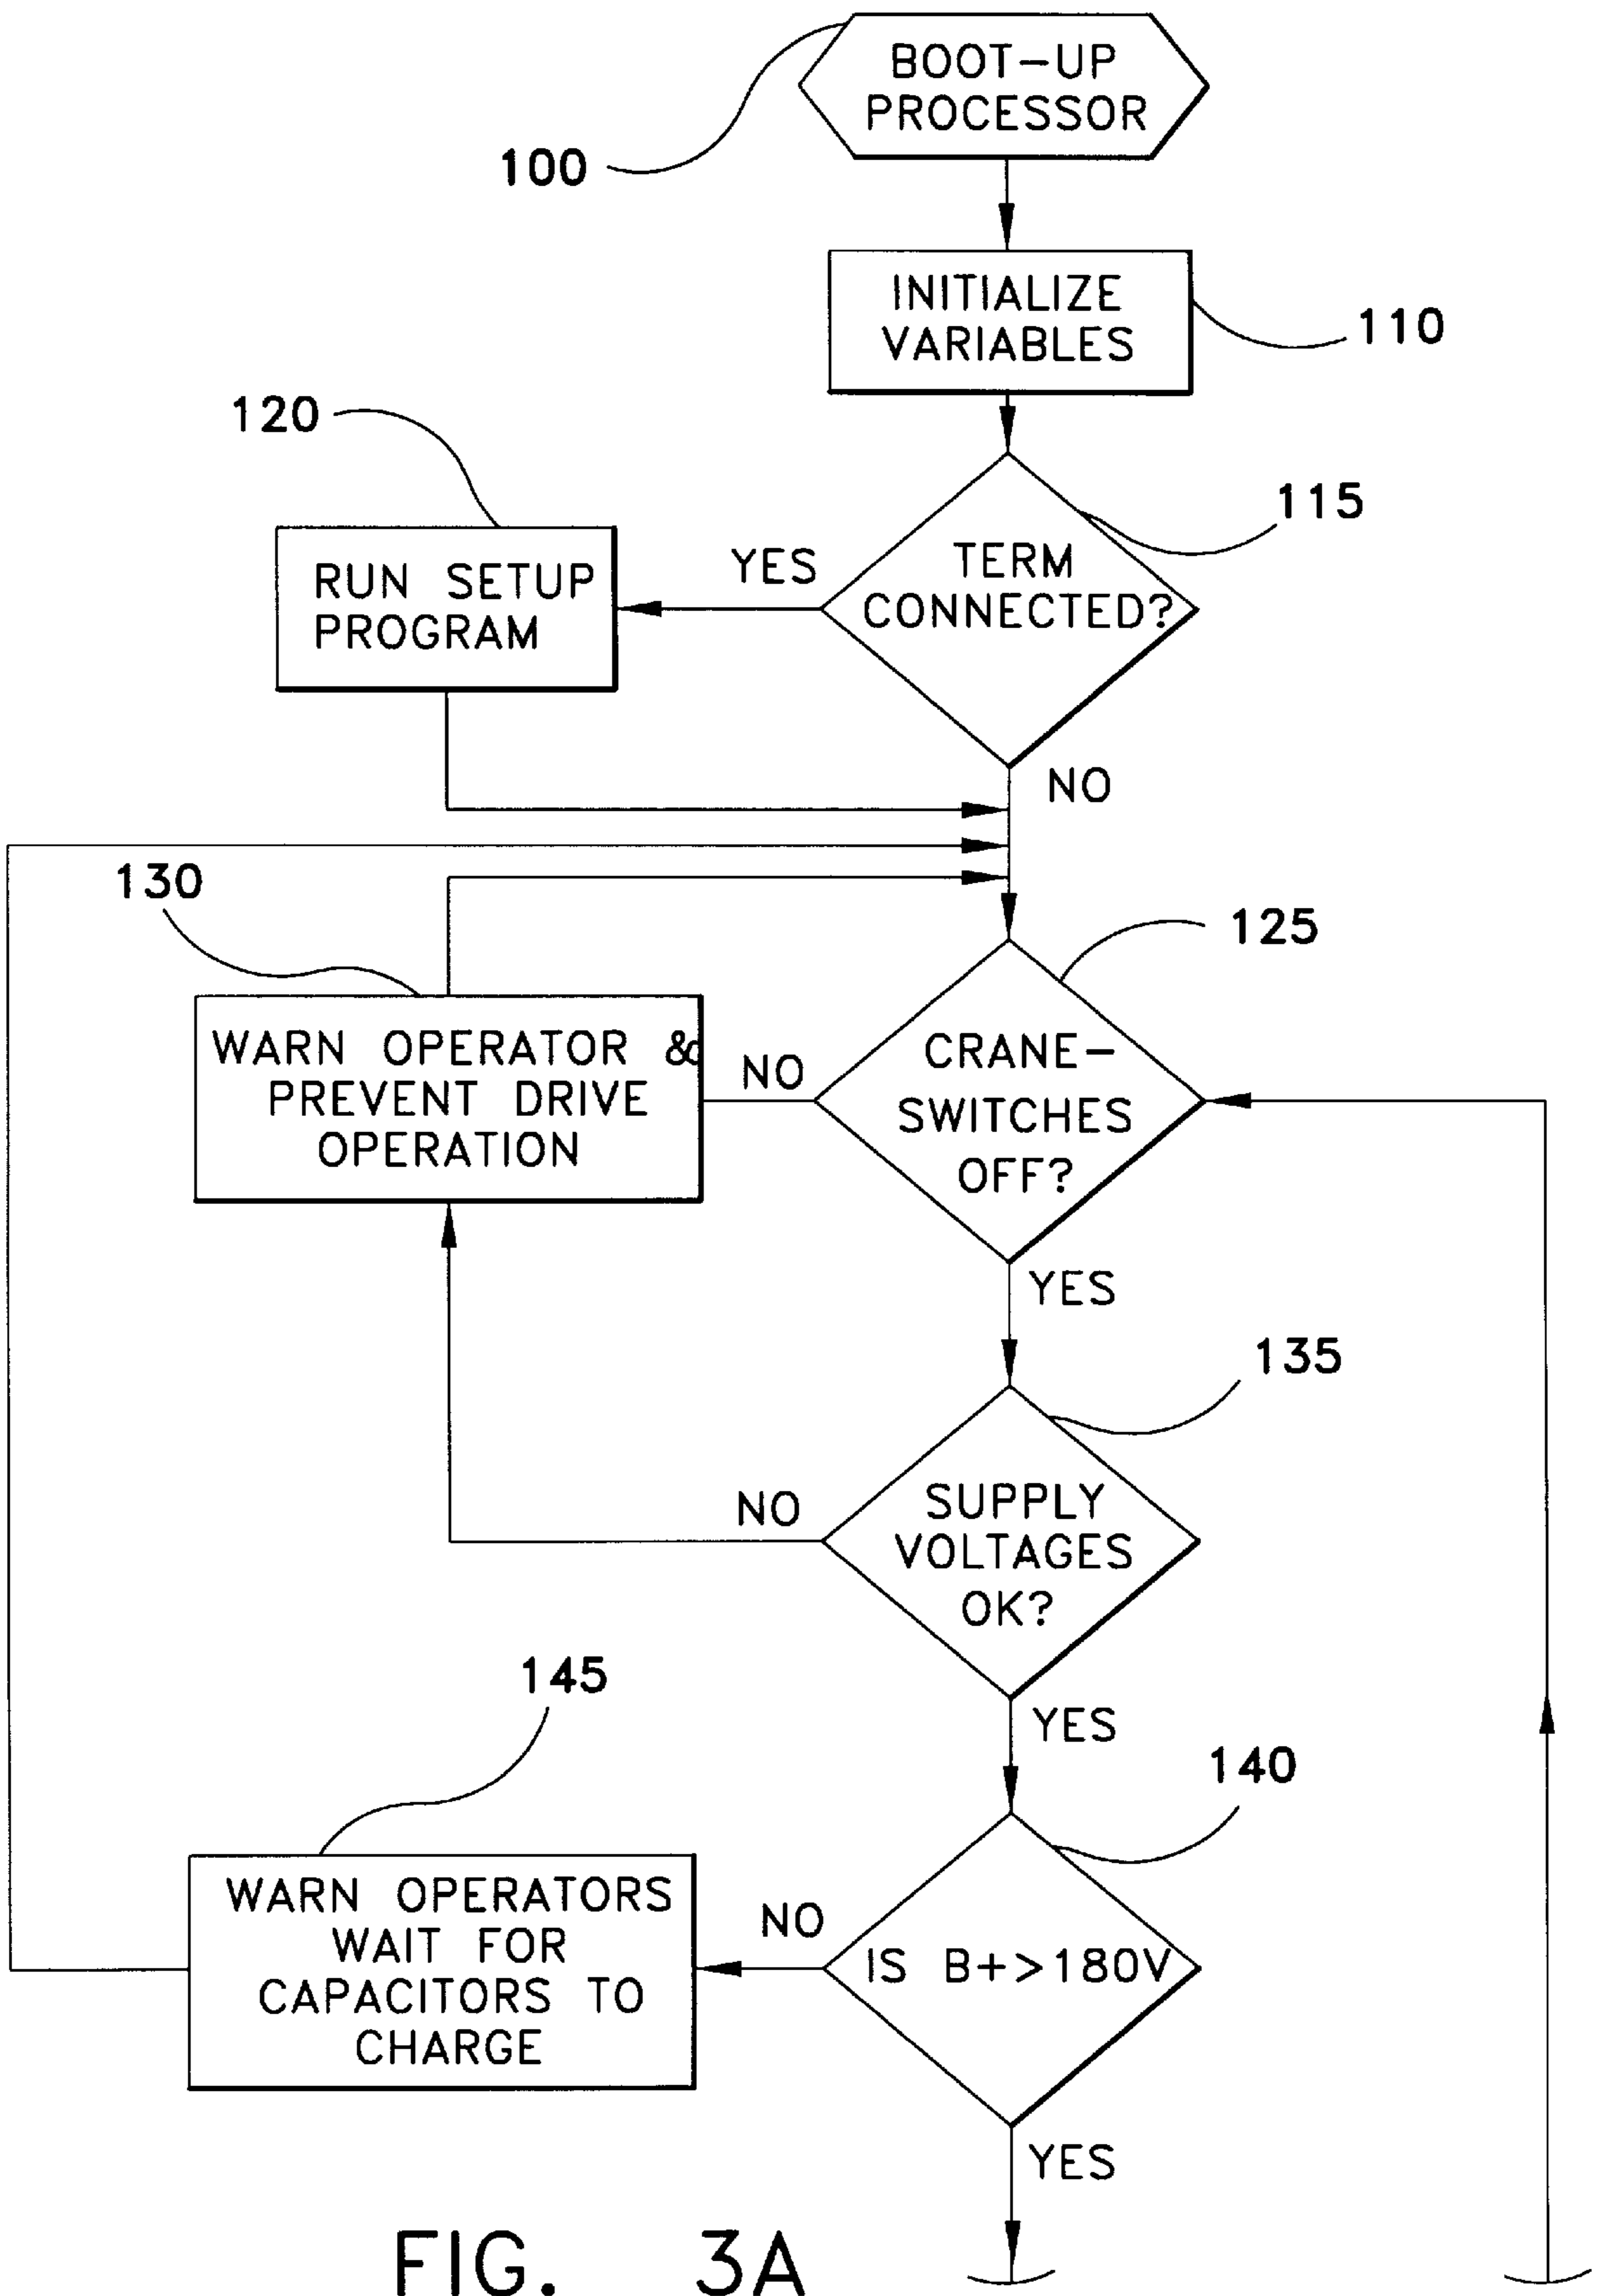 BOOT-UP
PROCESSOR
100
INITIALIZE
VARIABLES
110
120
115
RUN SETUP
PROGRAM
YES
TERM
CONNECTED?
NO
130
125
WARN OPERATOR &
PREVENT DRIVE
OPERATION
NO
CRANE-
SWITCHES
OFF?
YES
135
NO
SUPPLY
VOLTAGES
OK?
YES
145
140
WARN OPERATORS
WAIT FOR
CAPACITORS TO
CHARGE
NO
IS B+>180V
YES
FIG. 3A